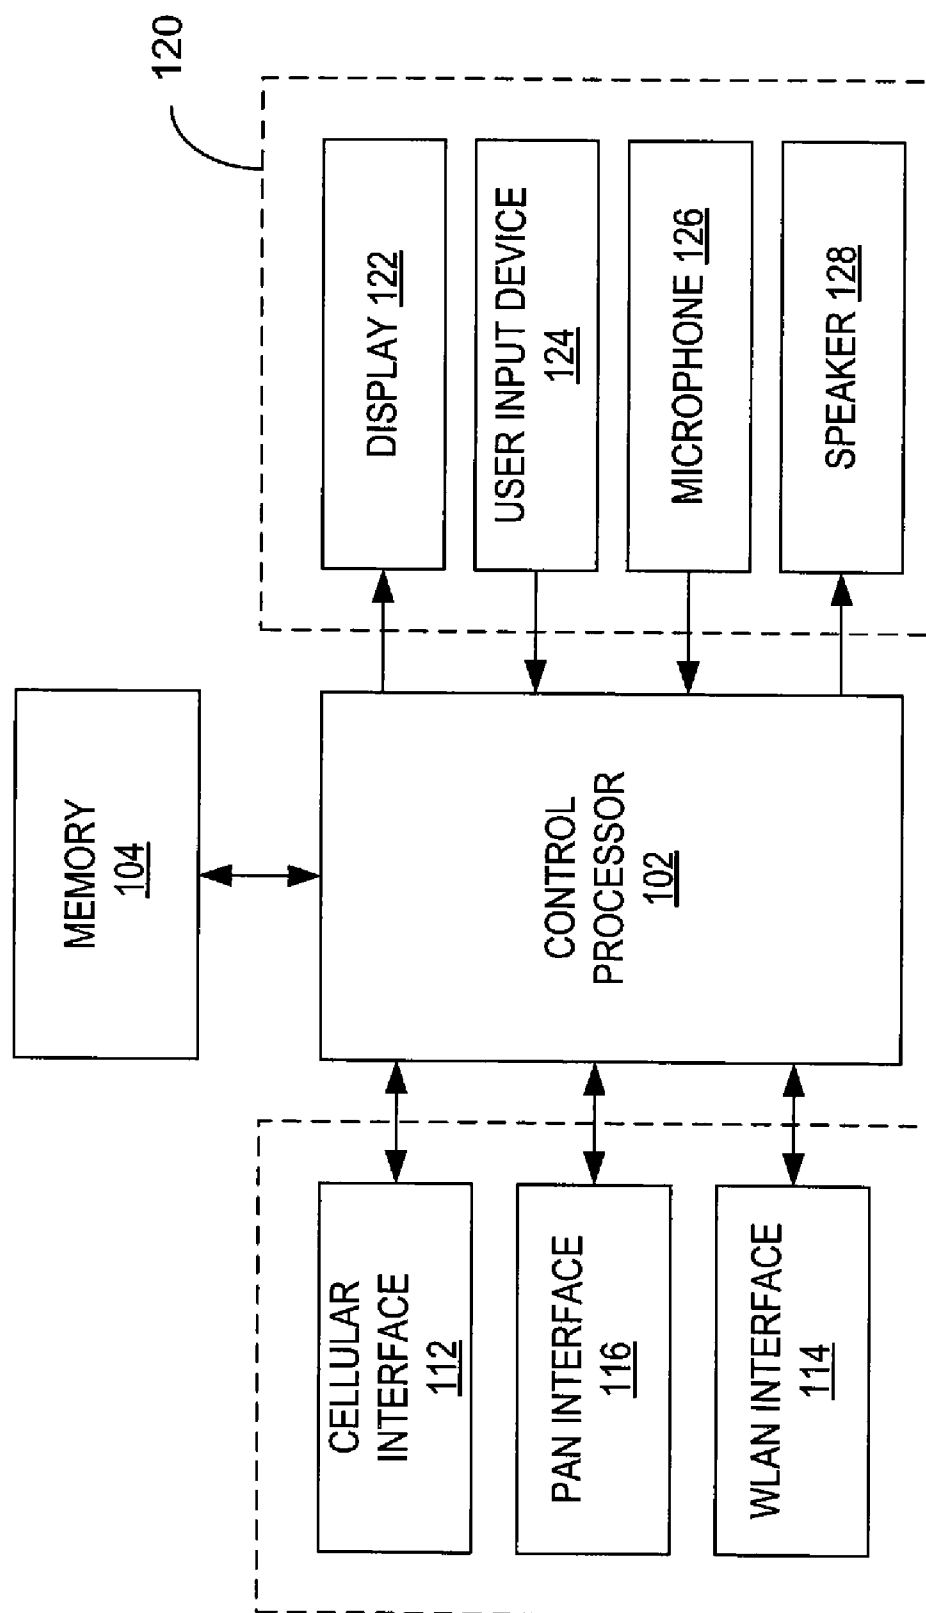 120
MEMORY
104
CELLULAR
INTERFACE
112
PAN INTERFACE
116
WLAN INTERFACE
114
CONTROL
PROCESSOR
102
DISPLAY 122
USER INPUT DEVICE
124
MICROPHONE 126
SPEAKER 128